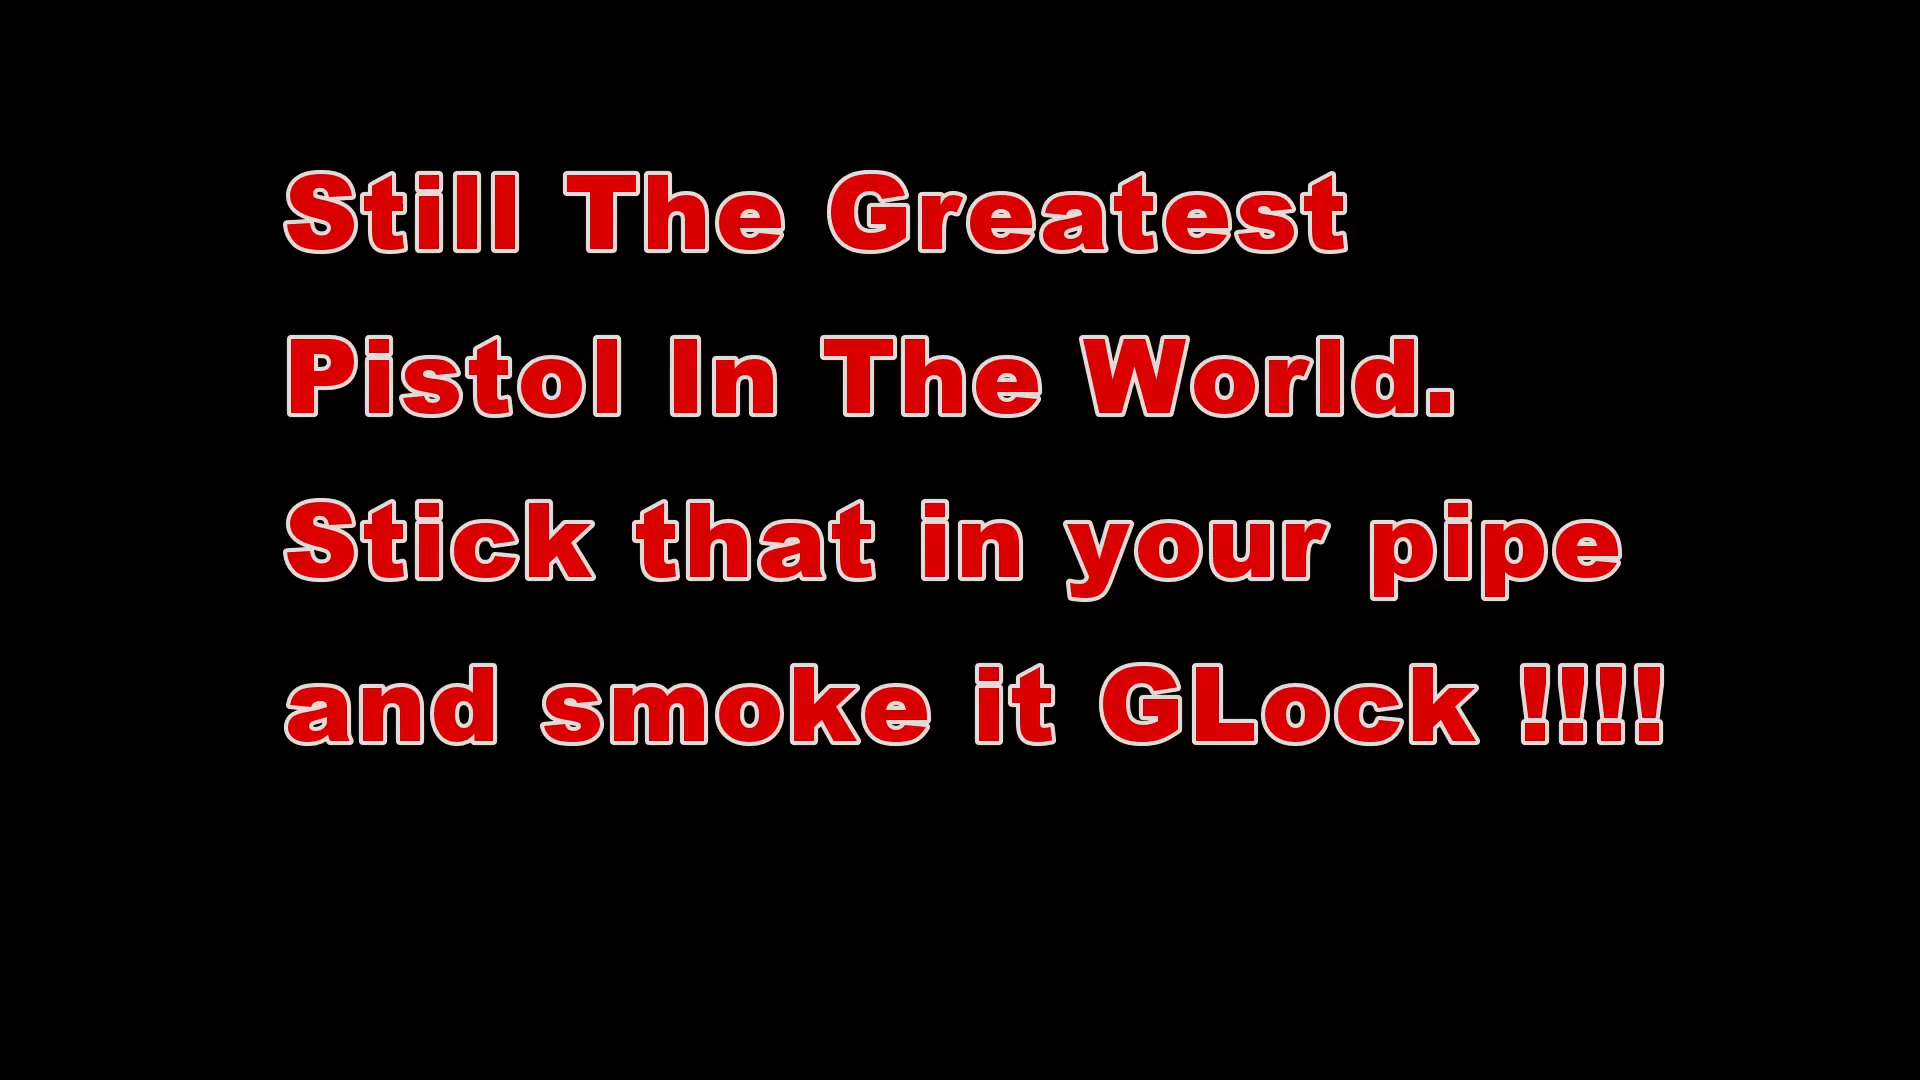 Still The Greatest
Pistol In The World.
Stick that in your pipe
and smoke it GLock !!!!